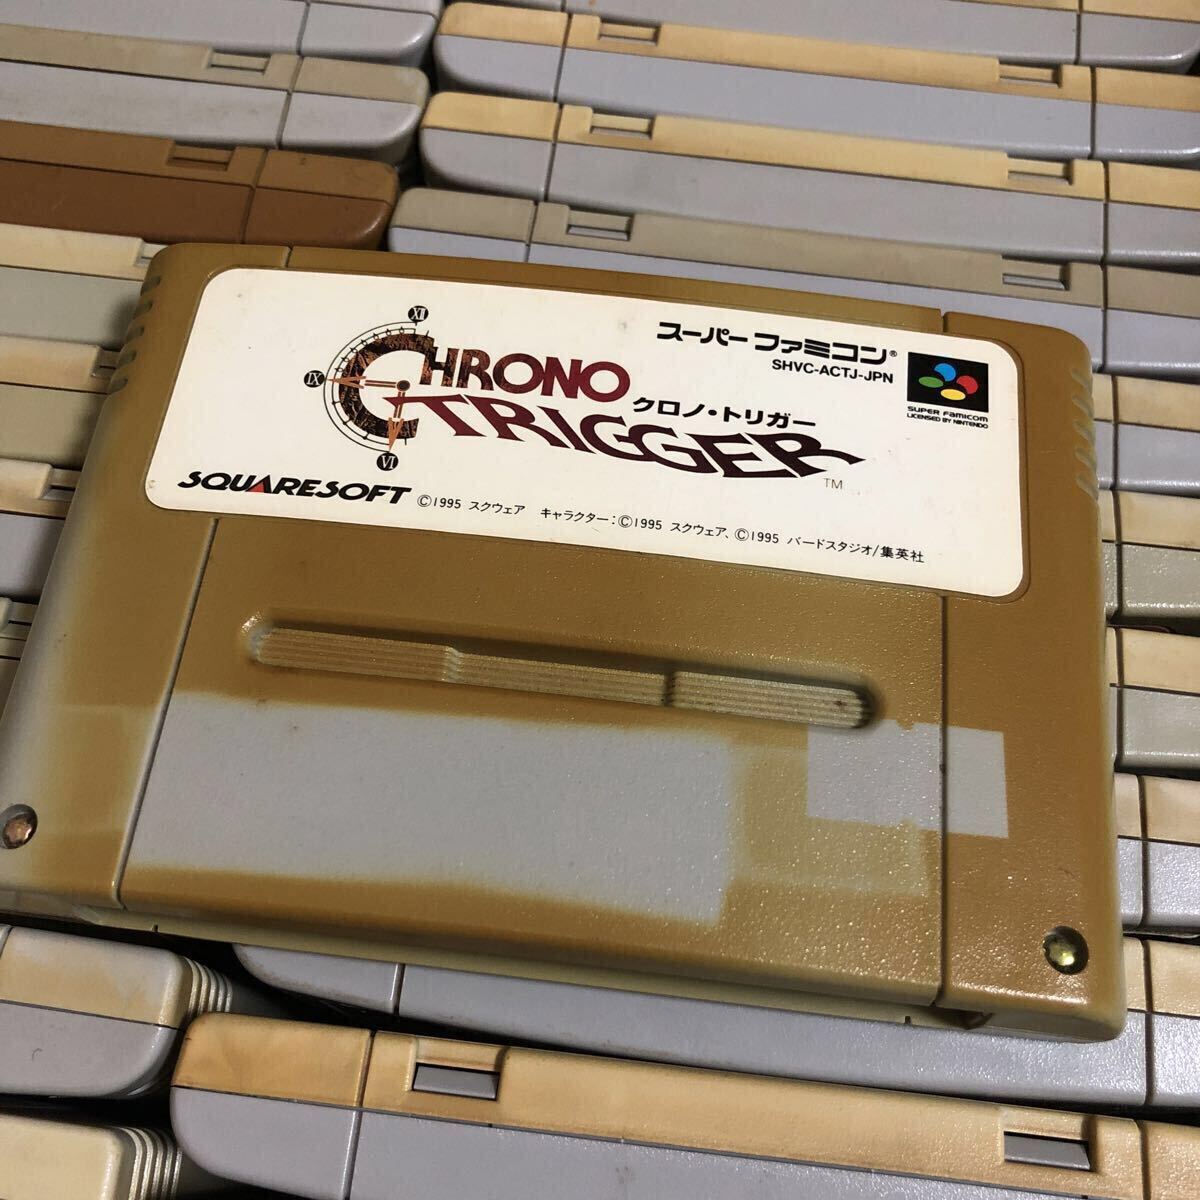 スーパーファミコン®
SHVC-ACTJ-JPN
SUPER FAMICOM
LICENSED BY NINTENDO
XII
IX
VI
CHRONO
TRIGGER
クロノ・トリガー
TM
SQUARESOFT
©1995 スクウェア キャラクター:©1995 スクウェア、©1995 バードスタジオ/集英社